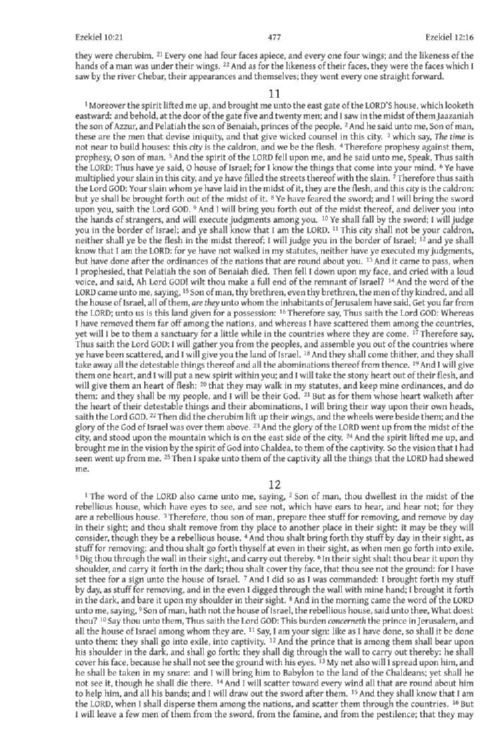 Ezekiel 10:21 477 Ezekiel 12:16
they were cherubim. 21 Every one had four faces apiece, and every one four wings; and the likeness of the
hands of a man was under their wings. 22 And as for the likeness of their faces, they were the faces which I
saw by the river Chebar, their appearances and themselves; they went every one straight forward.
11
1 Moreover the spirit lifted me up, and brought me unto the east gate of the LORD'S house, which looketh
eastward: and behold, at the door of the gate five and twenty men; and I saw in the midst of them Jaazaniah
the son of Azzur, and Pelatiah the son of Benaiah, princes of the people. 2 And he said unto me, Son of man,
these are the men that devise iniquity, and that give wicked counsel in this city. 3 which say, The time is
not near to build houses: this city is the caldron, and we be the flesh. 4 Therefore prophesy against them,
prophesy, O son of man. 5 And the spirit of the LORD fell upon me, and he said unto me, Speak, Thus saith
the LORD; Thus have ye said, O house of Israel; for I know the things that come into your mind. 6 Ye have
multiplied your slain in this city, and ye have filled the streets thereof with the slain. 7 Therefore thus saith
the Lord GOD: Your slain whom ye have laid in the midst of it, they are the flesh, and this city is the caldron:
but ye shall be brought forth out of the midst of it. 8 Ye have feared the sword; and I will bring the sword
upon you, saith the Lord GOD. 9 And I will bring you forth out of the midst thereof, and deliver you into
the hands of strangers, and will execute judgments among you. 10 Ye shall fall by the sword; I will judge
you in the border of Israel; and ye shall know that I am the LORD. 11 This city shall not be your caldron,
neither shall ye be the flesh in the midst thereof; I will judge you in the border of Israel; 12 and ye shall
know that I am the LORD: for ye have not walked in my statutes, neither have ye executed my judgments,
but have done after the ordinances of the nations that are round about you. 13 And it came to pass, when
I prophesied, that Pelatiah the son of Benaiah died. Then fell I down upon my face, and cried with a loud
voice, and said, Ah Lord GOD! wilt thou make a full end of the remnant of Israel? 14 And the word of the
LORD came unto me, saying, 15 Son of man, thy brethren, even thy brethren, the men of thy kindred, and all
the house of Israel, all of them, are they unto whom the inhabitants of Jerusalem have said, Get you far from
the LORD; unto us is this land given for a possession: 16 Therefore say, Thus saith the Lord GOD: Whereas
I have removed them far off among the nations, and whereas I have scattered them among the countries,
yet will I be to them a sanctuary for a little while in the countries where they are come. 17 Therefore say,
Thus saith the Lord GOD: I will gather you from the peoples, and assemble you out of the countries where
ye have been scattered, and I will give you the land of Israel. 18 And they shall come thither, and they shall
take away all the detestable things thereof and all the abominations thereof from thence. 19 And I will give
them one heart, and I will put a new spirit within you; and I will take the stony heart out of their flesh, and
will give them an heart of flesh: 20 that they may walk in my statutes, and keep mine ordinances, and do
them: and they shall be my people, and I will be their God. 21 But as for them whose heart walketh after
the heart of their detestable things and their abominations, I will bring their way upon their own heads,
saith the Lord GOD. 22 Then did the cherubim lift up their wings, and the wheels were beside them; and the
glory of the God of Israel was over them above. 23 And the glory of the LORD went up from the midst of the
city, and stood upon the mountain which is on the east side of the city. 24 And the spirit lifted me up, and
brought me in the vision by the spirit of God into Chaldea, to them of the captivity. So the vision that I had
seen went up from me. 25 Then I spake unto them of the captivity all the things that the LORD had shewed
me.
12
1 The word of the LORD also came unto me, saying, 2 Son of man, thou dwellest in the midst of the
rebellious house, which have eyes to see, and see not, which have ears to hear, and hear not; for they
are a rebellious house. 3 Therefore, thou son of man, prepare thee stuff for removing, and remove by day
in their sight; and thou shalt remove from thy place to another place in their sight: it may be they will
consider, though they be a rebellious house. 4 And thou shalt bring forth thy stuff by day in their sight, as
stuff for removing: and thou shalt go forth thyself at even in their sight, as when men go forth into exile.
5 Dig thou through the wall in their sight, and carry out thereby. 6 In their sight shalt thou bear it upon thy
shoulder, and carry it forth in the dark; thou shalt cover thy face, that thou see not the ground: for I have
set thee for a sign unto the house of Israel. 7 And I did so as I was commanded: I brought forth my stuff
by day, as stuff for removing, and in the even I digged through the wall with mine hand; I brought it forth
in the dark, and bare it upon my shoulder in their sight. 8 And in the morning came the word of the LORD
unto me, saying, 9 Son of man, hath not the house of Israel, the rebellious house, said unto thee, What doest
thou? 10 Say thou unto them, Thus saith the Lord GOD: This burden concerneth the prince in Jerusalem, and
all the house of Israel among whom they are. 11 Say, I am your sign: like as I have done, so shall it be done
unto them: they shall go into exile, into captivity. 12 And the prince that is among them shall bear upon
his shoulder in the dark, and shall go forth: they shall dig through the wall to carry out thereby: he shall
cover his face, because he shall not see the ground with his eyes. 13 My net also will I spread upon him, and
he shall be taken in my snare: and I will bring him to Babylon to the land of the Chaldeans; yet shall he
not see it, though he shall die there. 14 And I will scatter toward every wind all that are round about him
to help him, and all his bands; and I will draw out the sword after them. 15 And they shall know that I am
the LORD, when I shall disperse them among the nations, and scatter them through the countries. 16 But
I will leave a few men of them from the sword, from the famine, and from the pestilence; that they may